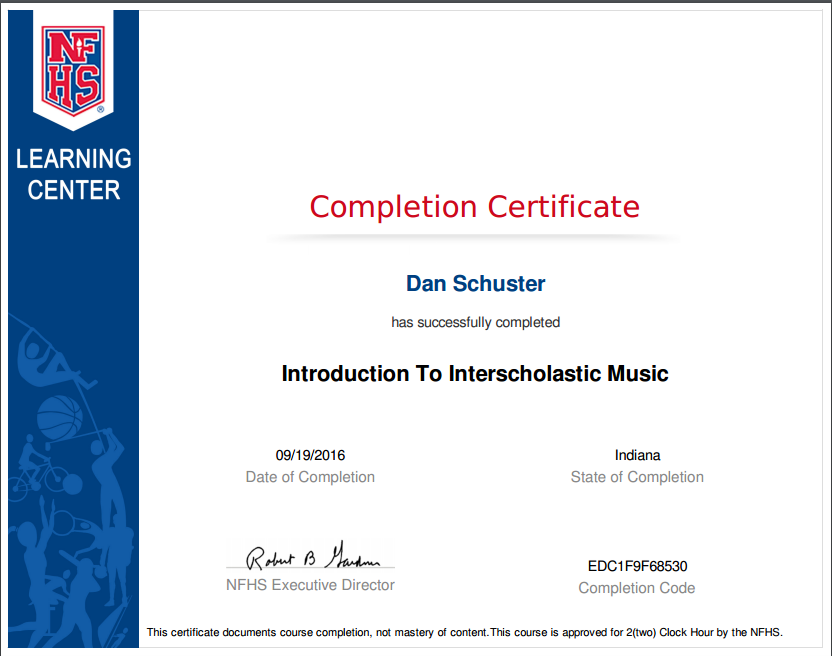 NF
HS
®
LEARNING
CENTER
Completion Certificate
Dan Schuster
has successfully completed
Introduction To Interscholastic Music
09/19/2016
Date of Completion
Indiana
State of Completion
Robert B Gardner
NFHS Executive Director
EDC1F9F68530
Completion Code
This certificate documents course completion, not mastery of content.This course is approved for 2(two) Clock Hour by the NFHS.